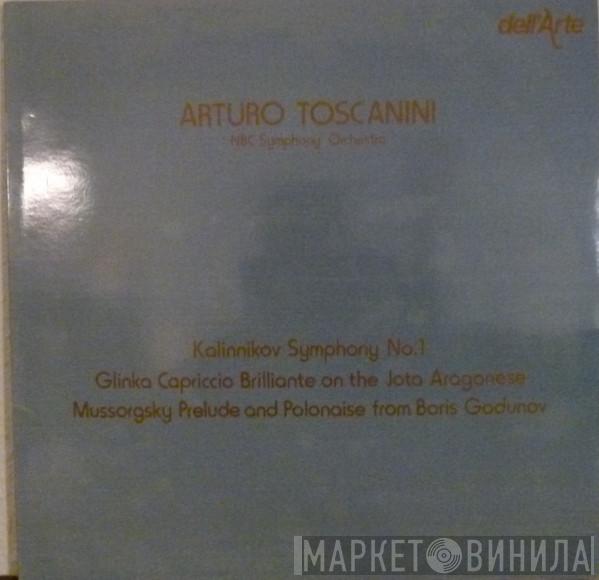 dell'Arte
ARTURO TOSCANINI
NBC Symphony Orchestra
Kalinnikov Symphony No.1
Glinka Capriccio Brilliante on the Jota Aragonese
Mussorgsky Prelude and Polonaise from Boris Godunov
МАРКЕТ ВИНИЛА